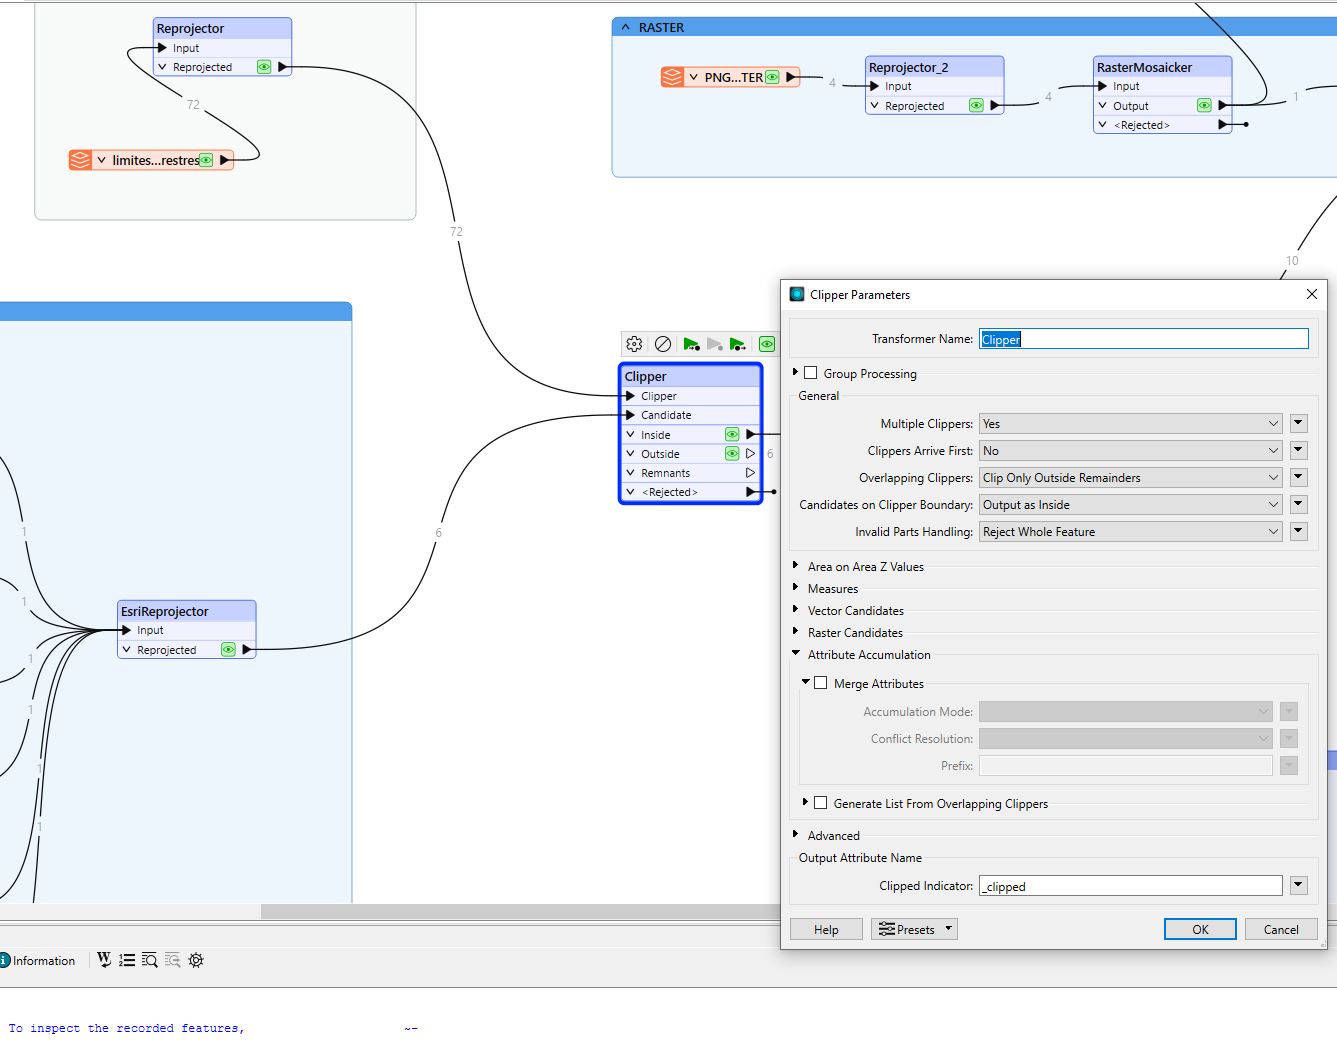 Reprojector
Input
Reprojected
72
limites...restres
72
RASTER
PNG...TER
4
Reprojector_2
Input
Reprojected
4
RasterMosaicker
Input
Output
<Rejected>
1
10
Clipper
Clipper
Candidate
Inside
Outside
Remnants
<Rejected>
6
6
1
1
1
1
1
1
EsriReprojector
Input
Reprojected
Clipper Parameters
Transformer Name: Clipper
Group Processing
General
Multiple Clippers: Yes
Clippers Arrive First: No
Overlapping Clippers: Clip Only Outside Remainders
Candidates on Clipper Boundary: Output as Inside
Invalid Parts Handling: Reject Whole Feature
Area on Area Z Values
Measures
Vector Candidates
Raster Candidates
Attribute Accumulation
Merge Attributes
Accumulation Mode:
Conflict Resolution:
Prefix:
Generate List From Overlapping Clippers
Advanced
Output Attribute Name
Clipped Indicator: _clipped
Help Presets OK Cancel
Information
To inspect the recorded features, ~-